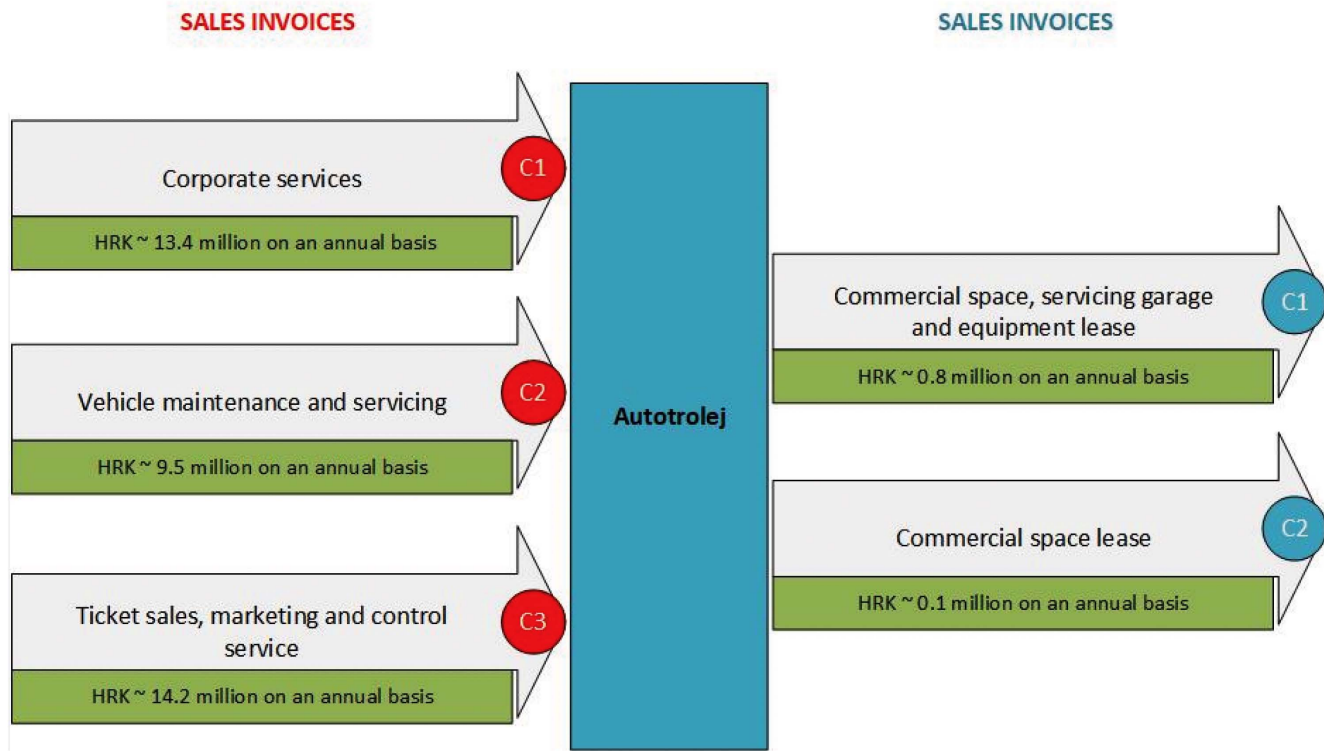 SALES INVOICES
SALES INVOICES
Corporate services
C1
HRK ~ 13.4 million on an annual basis
Vehicle maintenance and servicing
C2
HRK ~ 9.5 million on an annual basis
Ticket sales, marketing and control
service
C3
HRK ~ 14.2 million on an annual basis
Autotrolej
Commercial space, servicing garage
and equipment lease
C1
HRK ~ 0.8 million on an annual basis
Commercial space lease
C2
HRK ~ 0.1 million on an annual basis